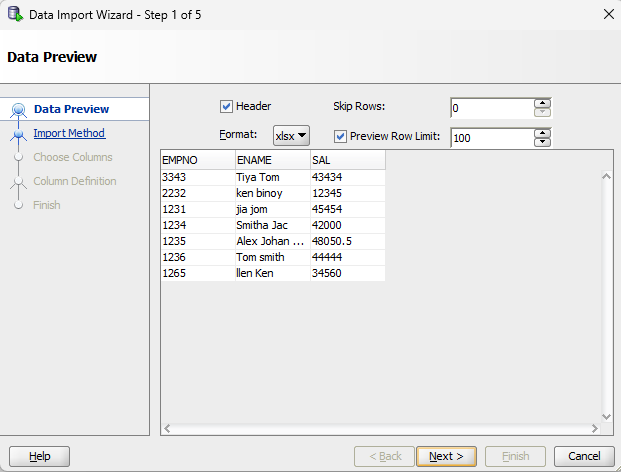 Data Import Wizard - Step 1 of 5
Data Preview
Data Preview
Import Method
Choose Columns
Column Definition
Finish
Header
Skip Rows:
0
Format:
xlsx
Preview Row Limit:
100
EMPNO ENAME SAL
3343 Tiya Tom 43434
2232 ken binoy 12345
1231 jia jom 45454
1234 Smitha Jac 42000
1235 Alex Johan ... 48050.5
1236 Tom smith 44444
1265 llen Ken 34560
Help
< Back
Next >
Finish
Cancel